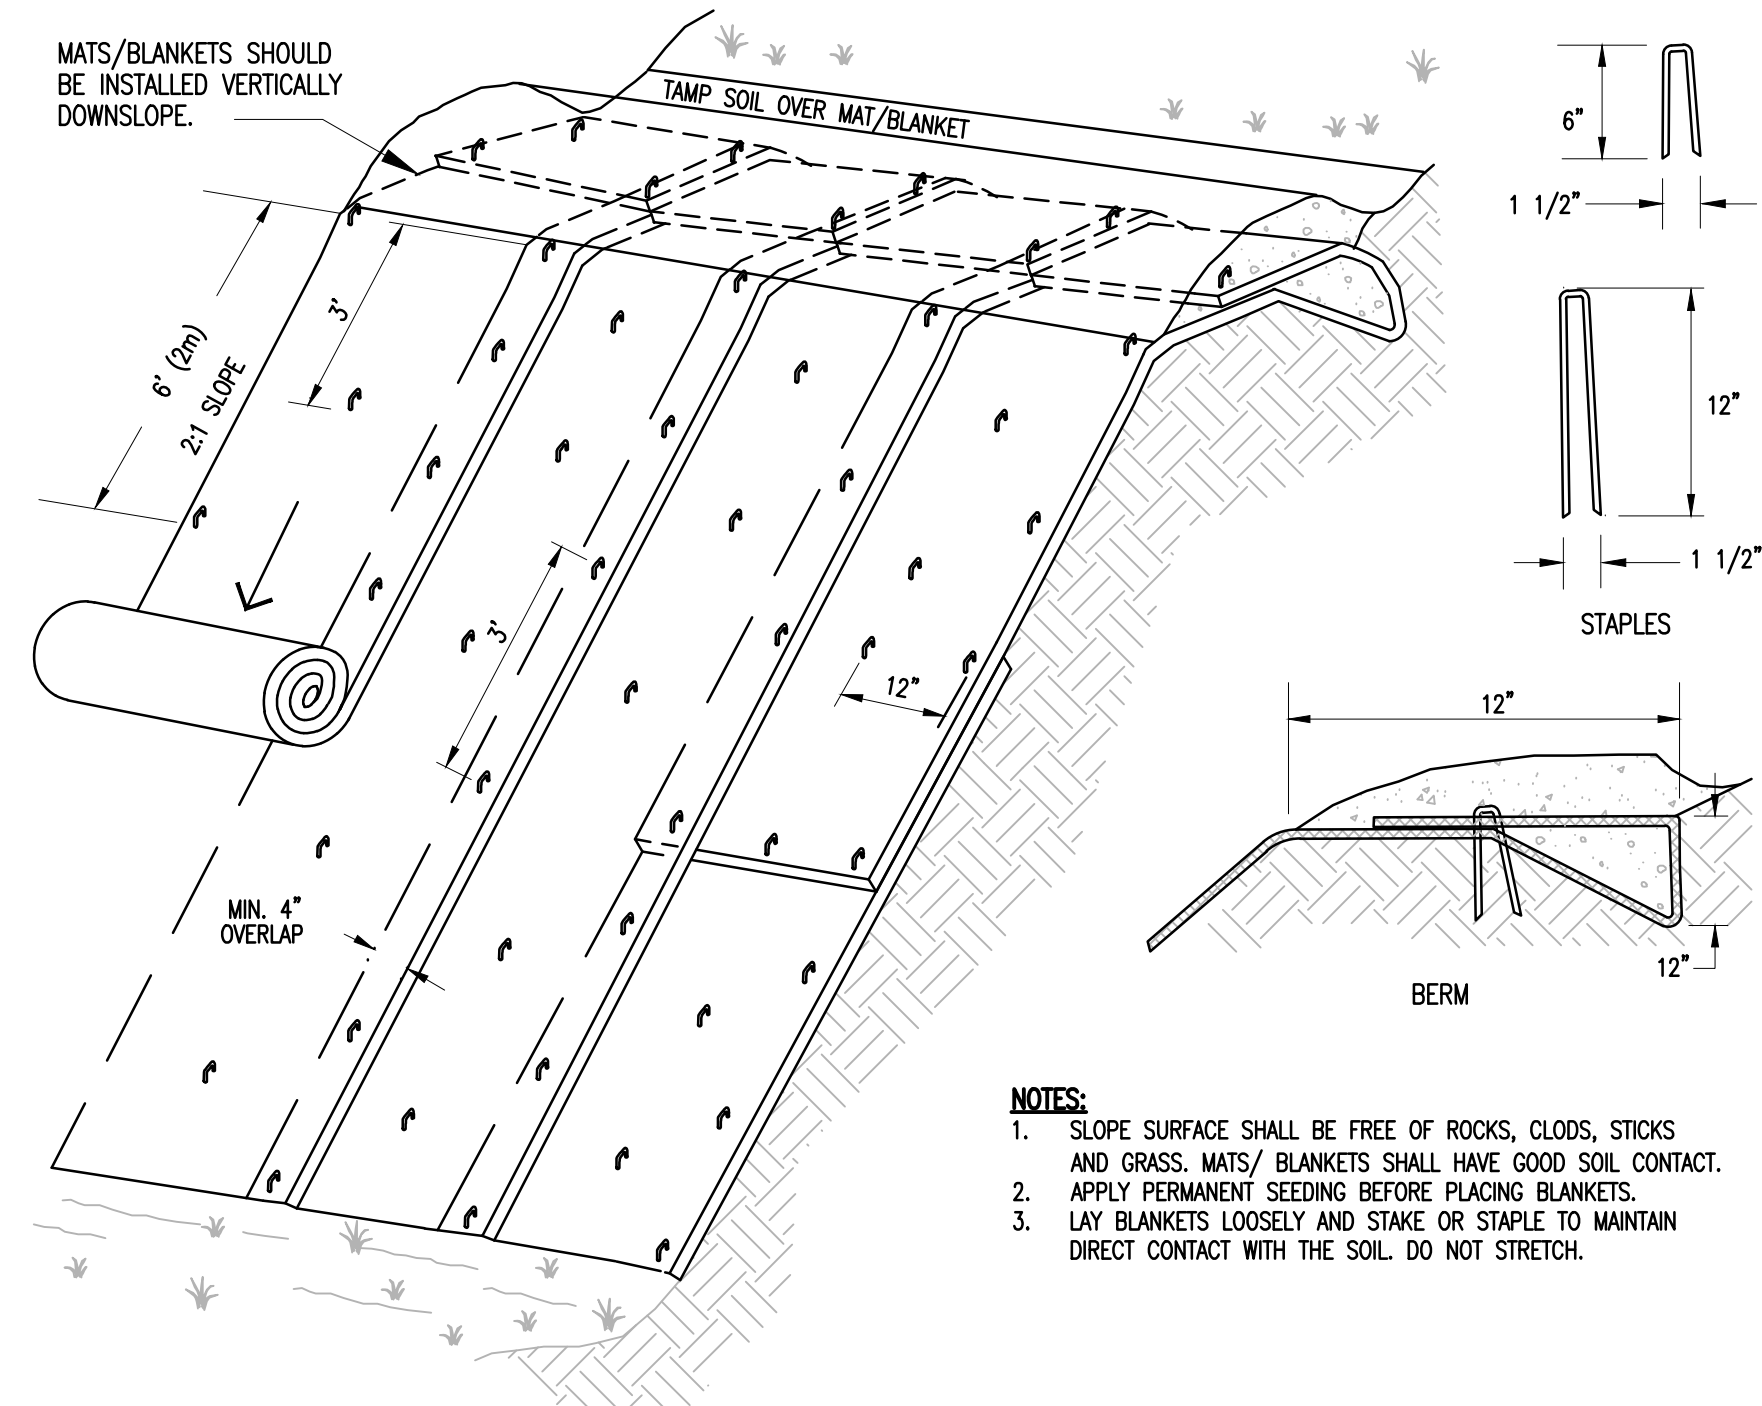 MATS/BLANKETS SHOULD
BE INSTALLED VERTICALLY
DOWNSLOPE.
TAMP SOIL OVER MAT/BLANKET
6"
1 1/2"
3'
6' (2m)
2:1 SLOPE
12"
1 1/2"
STAPLES
3'
12"
12"
MIN. 4"
OVERLAP
12"
BERM
NOTES:
1. SLOPE SURFACE SHALL BE FREE OF ROCKS, CLODS, STICKS
AND GRASS. MATS/ BLANKETS SHALL HAVE GOOD SOIL CONTACT.
2. APPLY PERMANENT SEEDING BEFORE PLACING BLANKETS.
3. LAY BLANKETS LOOSELY AND STAKE OR STAPLE TO MAINTAIN
DIRECT CONTACT WITH THE SOIL. DO NOT STRETCH.